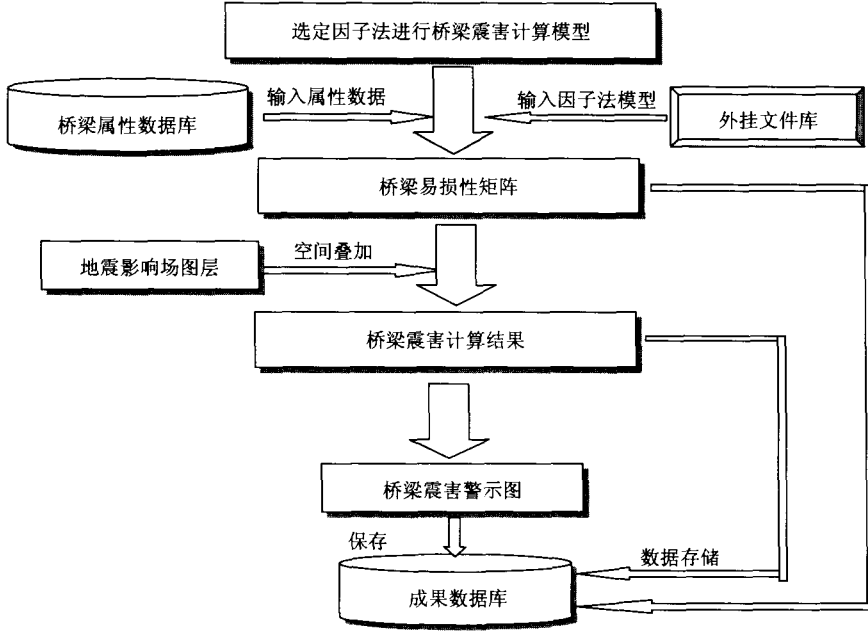 选定因子法进行桥梁震害计算模型
桥梁属性数据库
输入属性数据
输入因子法模型
外挂文件库
桥梁易损性矩阵
地震影响场图层
空间叠加
桥梁震害计算结果
桥梁震害警示图
保存
数据存储
成果数据库